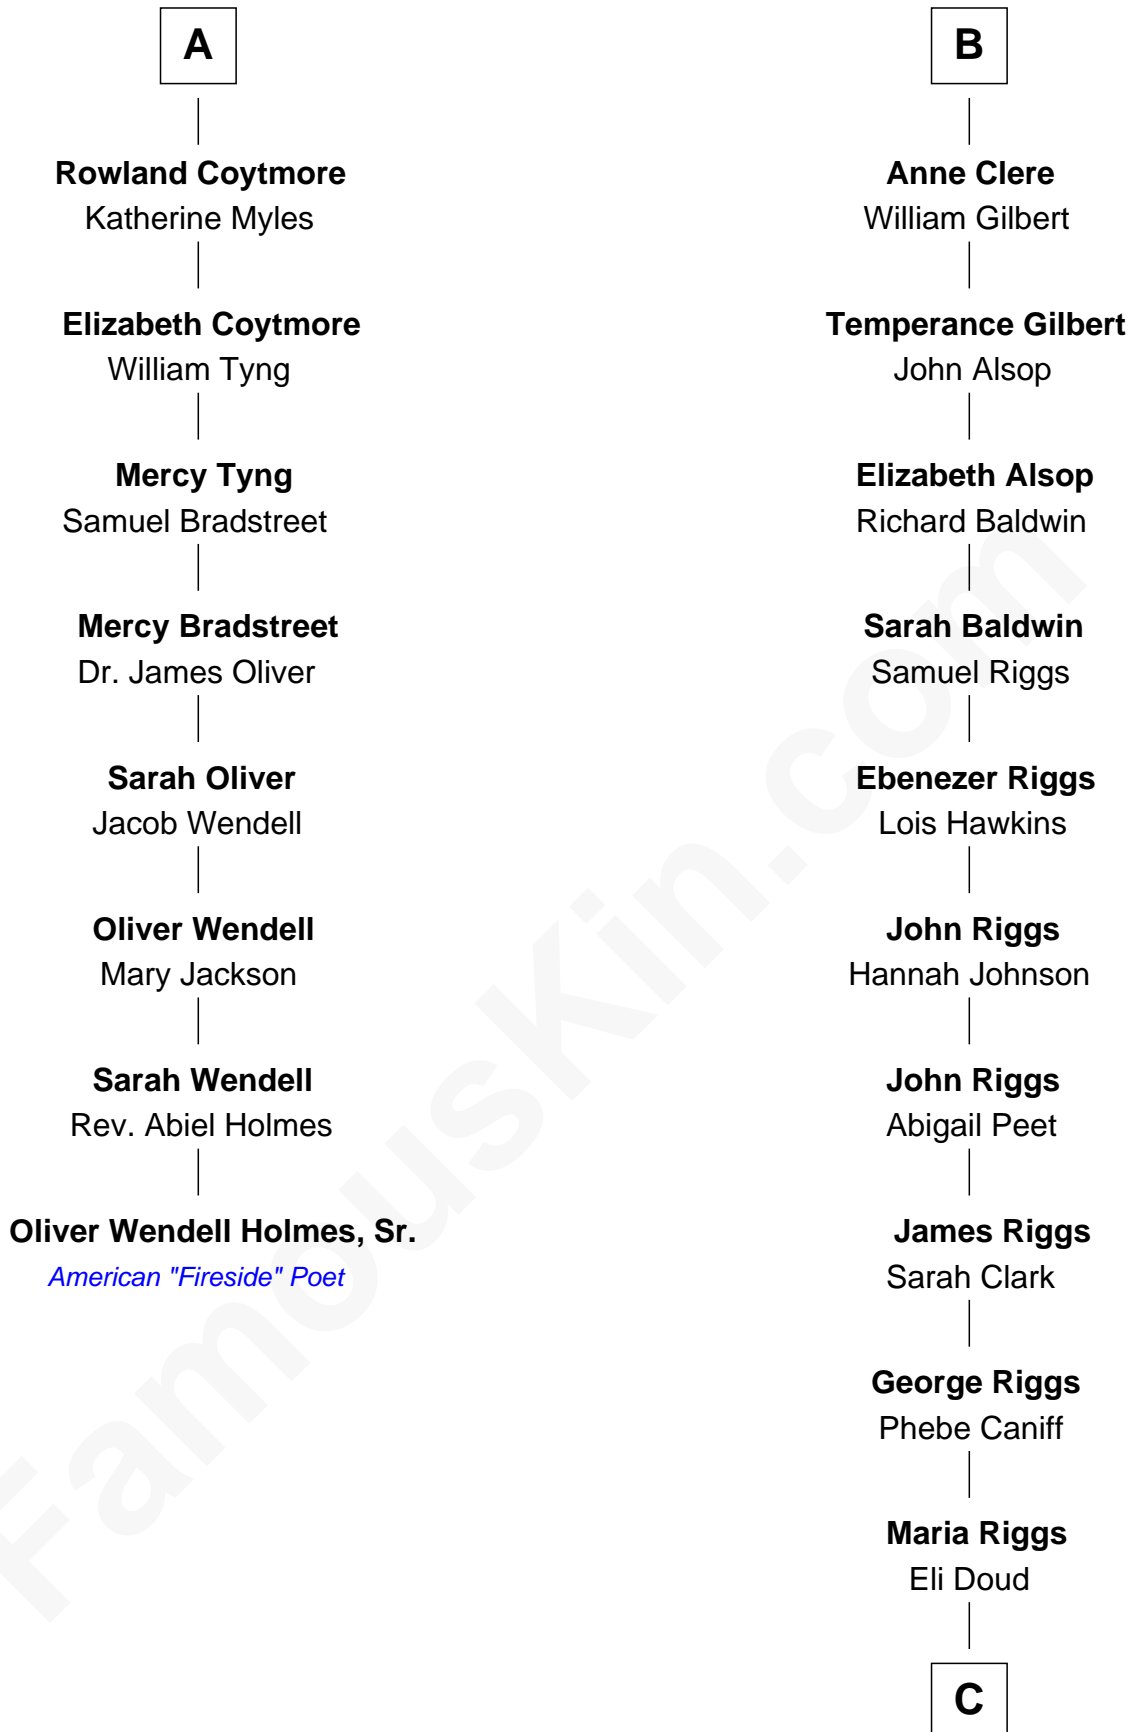 A
Rowland Coytmore
Katherine Myles
Elizabeth Coytmore
William Tyng
Mercy Tyng
Samuel Bradstreet
Mercy Bradstreet
Dr. James Oliver
Sarah Oliver
Jacob Wendell
Oliver Wendell
Mary Jackson
Sarah Wendell
Rev. Abiel Holmes
Oliver Wendell Holmes, Sr.
American "Fireside" Poet
B
Anne Clere
William Gilbert
Temperance Gilbert
John Alsop
Elizabeth Alsop
Richard Baldwin
Sarah Baldwin
Samuel Riggs
Ebenezer Riggs
Lois Hawkins
John Riggs
Hannah Johnson
John Riggs
Abigail Peet
James Riggs
Sarah Clark
George Riggs
Phebe Caniff
Maria Riggs
Eli Doud
C
FamousKin.com